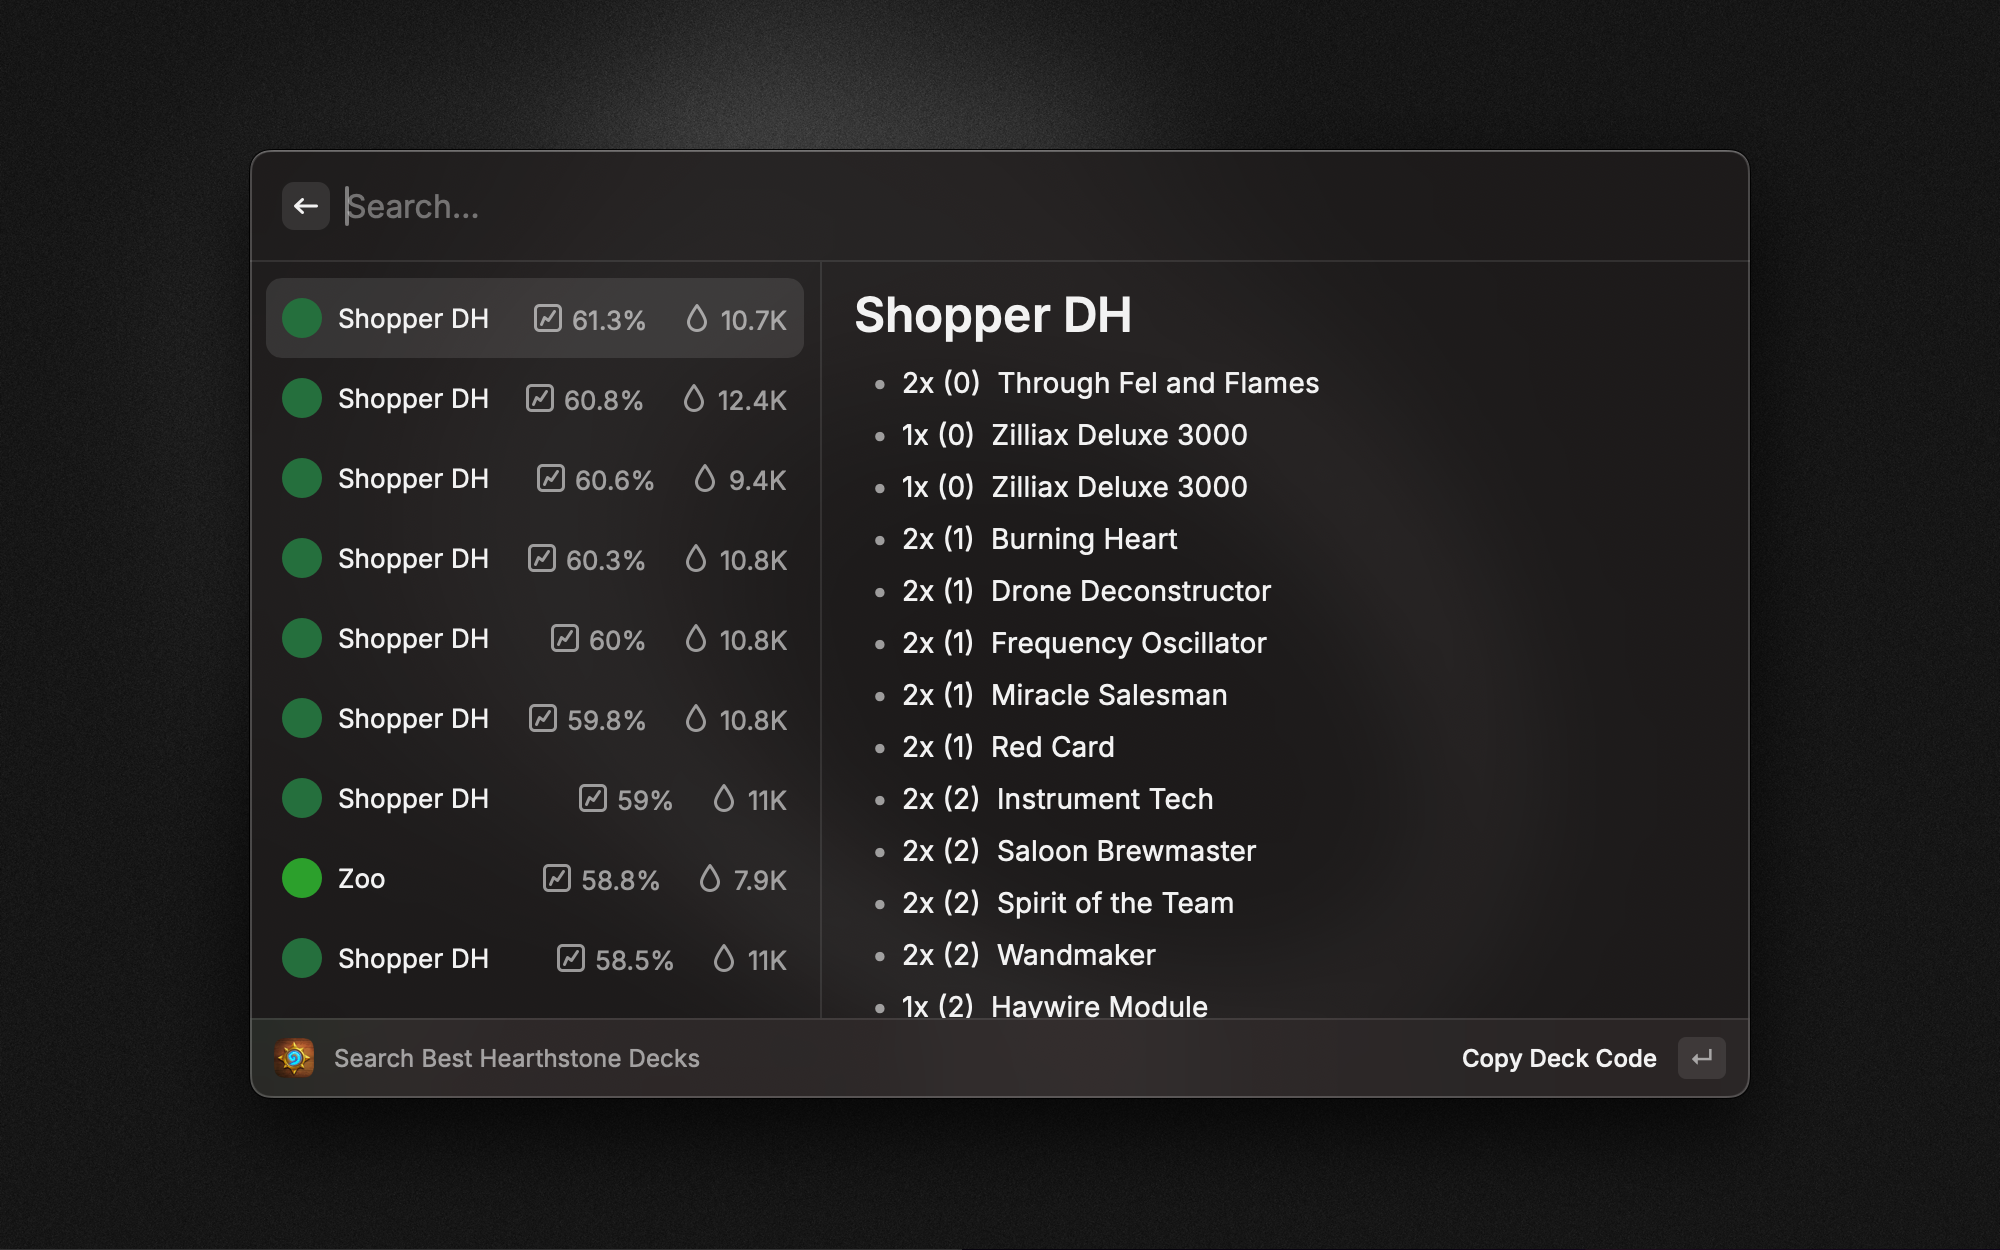 Search...
Shopper DH 61.3% 10.7K
Shopper DH 60.8% 12.4K
Shopper DH 60.6% 9.4K
Shopper DH 60.3% 10.8K
Shopper DH 60% 10.8K
Shopper DH 59.8% 10.8K
Shopper DH 59% 11K
Zoo 58.8% 7.9K
Shopper DH 58.5% 11K
Shopper DH
• 2x (0) Through Fel and Flames
• 1x (0) Zilliax Deluxe 3000
• 1x (0) Zilliax Deluxe 3000
• 2x (1) Burning Heart
• 2x (1) Drone Deconstructor
• 2x (1) Frequency Oscillator
• 2x (1) Miracle Salesman
• 2x (1) Red Card
• 2x (2) Instrument Tech
• 2x (2) Saloon Brewmaster
• 2x (2) Spirit of the Team
• 2x (2) Wandmaker
• 1x (2) Haywire Module
Search Best Hearthstone Decks
Copy Deck Code